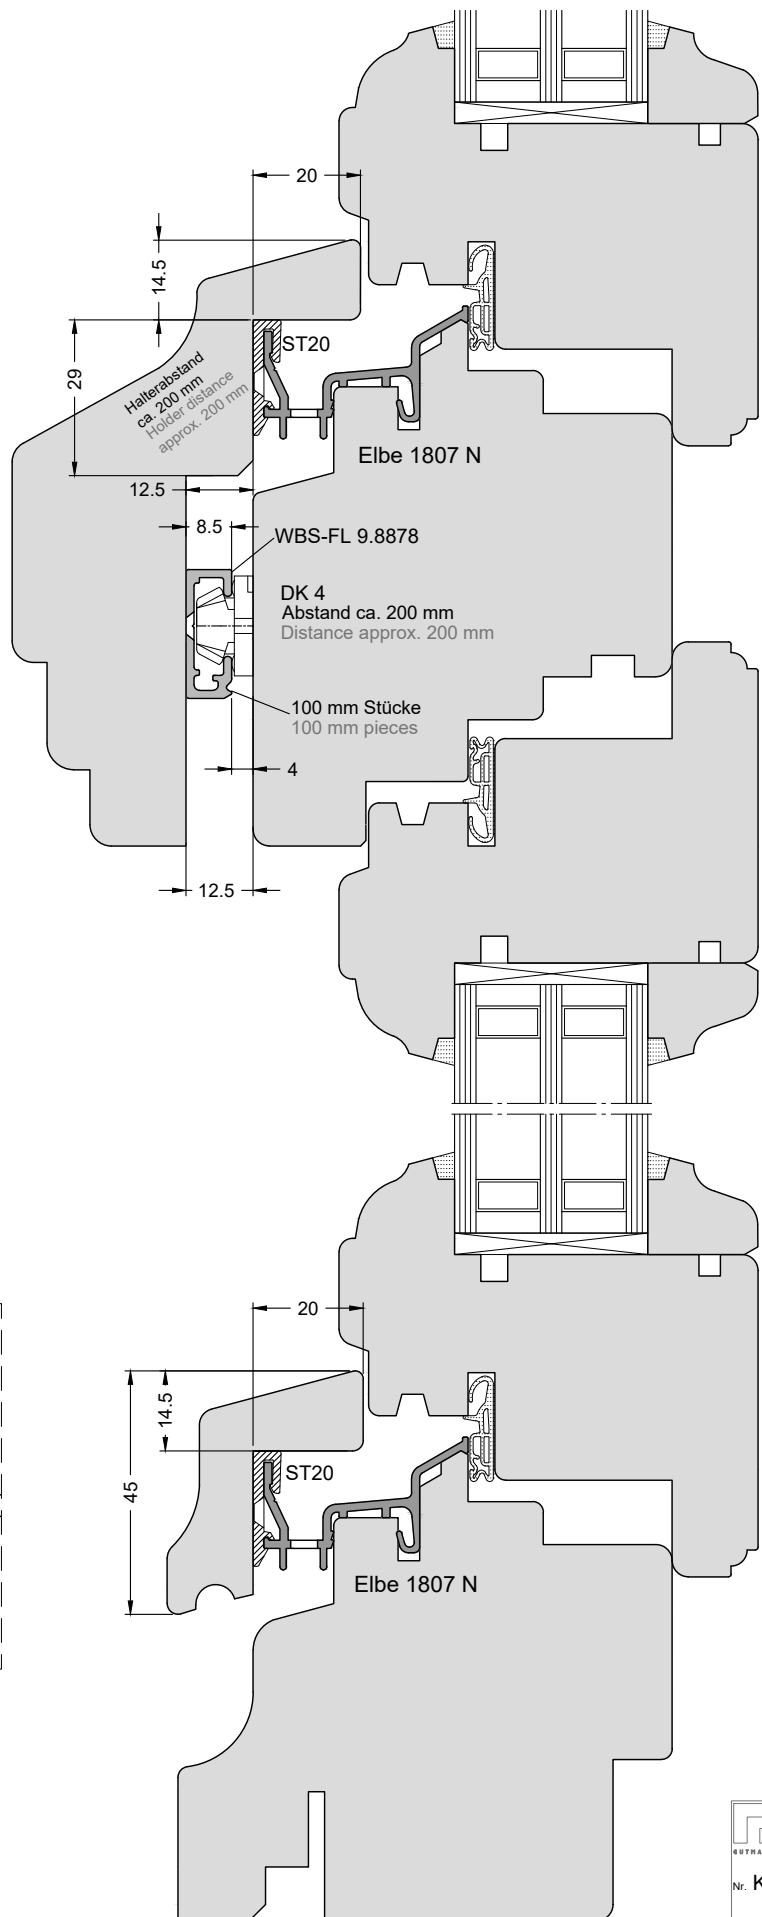 20
14.5
ST20
29
Halterabstand
ca. 200 mm
Holder distance
approx. 200 mm
Elbe 1807 N
12.5
8.5
WBS-FL 9.8878
DK 4
Abstand ca. 200 mm
Distance approx. 200 mm
100 mm Stücke
100 mm pieces
4
12.5
20
14.5
45
ST20
Elbe 1807 N
Nr.